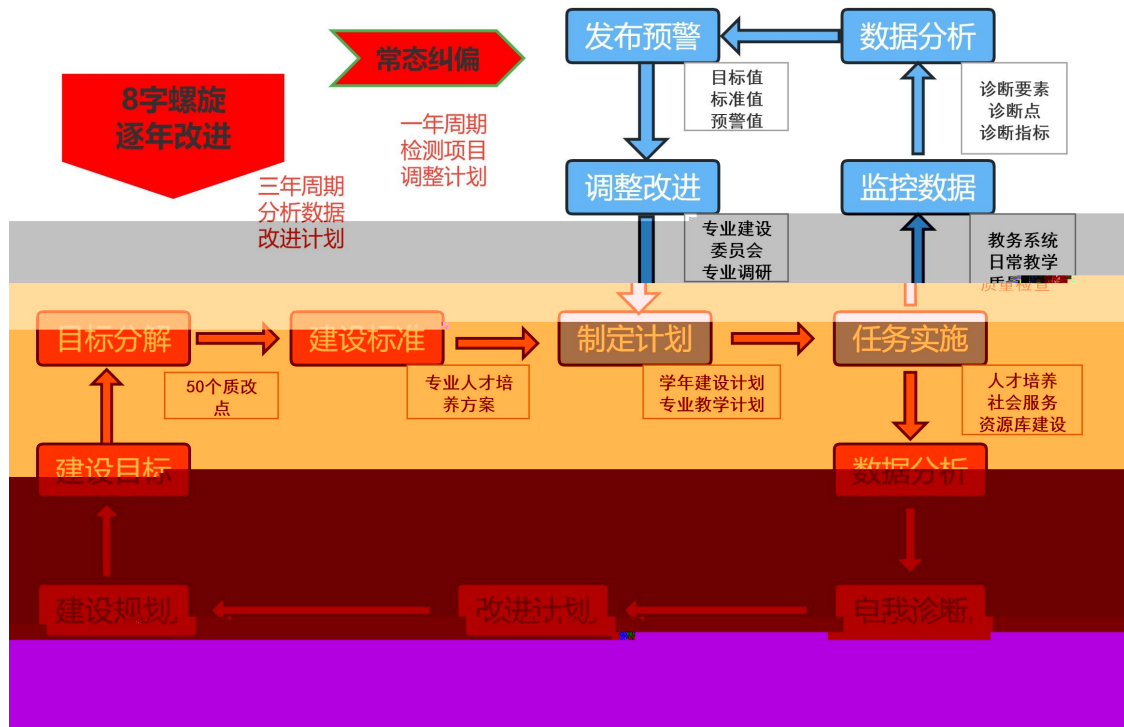 8字螺旋
逐年改进
常态纠偏
一年周期
检测项目
调整计划
三年周期
分析数据
改进计划
发布预警
数据分析
目标值
标准值
预警值
诊断要素
诊断点
诊断指标
调整改进
监控数据
专业建设
委员会
专业调研
教务系统
日常教学
质量检查
目标分解
建设标准
制定计划
任务实施
50个质改
点
专业人才培
养方案
学年建设计划
专业教学计划
人才培养
社会服务
资源库建设
建设目标
数据分析
建设规划
改进计划
自我诊断